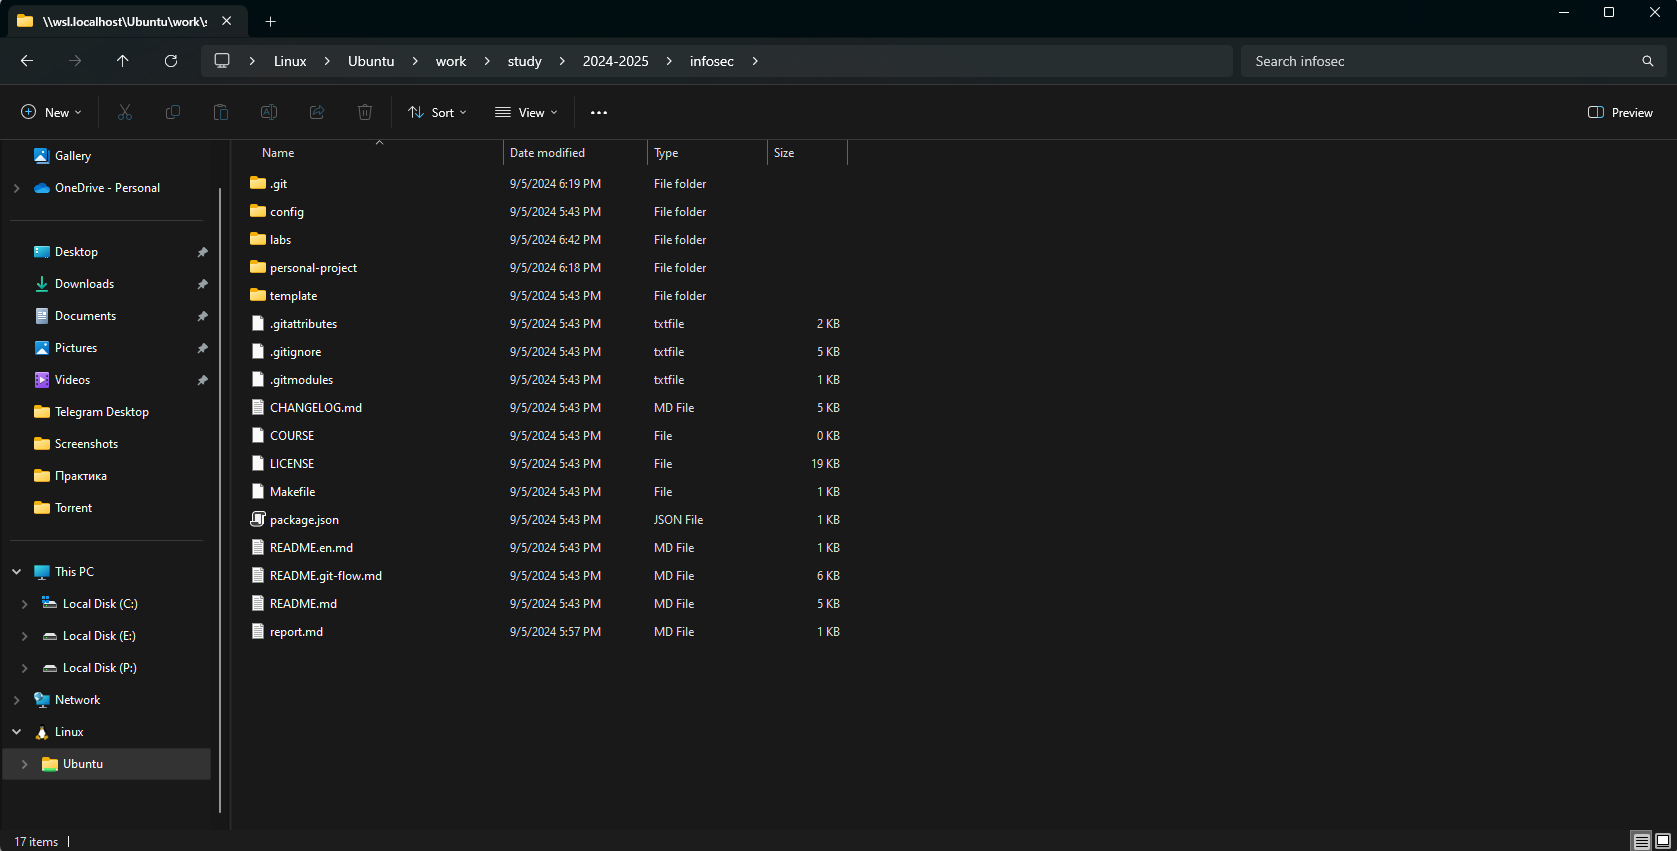 \\wsl.localhost\Ubuntu\work\s
Linux > Ubuntu > work > study > 2024-2025 > infosec >
Search infosec
New
Sort
View
Preview
Gallery
OneDrive - Personal
Desktop
Downloads
Documents
Pictures
Videos
Telegram Desktop
Screenshots
Практика
Torrent
This PC
Local Disk (C:)
Local Disk (E:)
Local Disk (P:)
Network
Linux
Ubuntu
Name Date modified Type Size
.git 9/5/2024 6:19 PM File folder
config 9/5/2024 5:43 PM File folder
labs 9/5/2024 6:42 PM File folder
personal-project 9/5/2024 6:18 PM File folder
template 9/5/2024 5:43 PM File folder
.gitattributes 9/5/2024 5:43 PM txtfile 2 KB
.gitignore 9/5/2024 5:43 PM txtfile 5 KB
.gitmodules 9/5/2024 5:43 PM txtfile 1 KB
CHANGELOG.md 9/5/2024 5:43 PM MD File 5 KB
COURSE 9/5/2024 5:43 PM File 0 KB
LICENSE 9/5/2024 5:43 PM File 19 KB
Makefile 9/5/2024 5:43 PM File 1 KB
package.json 9/5/2024 5:43 PM JSON File 1 KB
README.en.md 9/5/2024 5:43 PM MD File 1 KB
README.git-flow.md 9/5/2024 5:43 PM MD File 6 KB
README.md 9/5/2024 5:43 PM MD File 5 KB
report.md 9/5/2024 5:57 PM MD File 1 KB
17 items